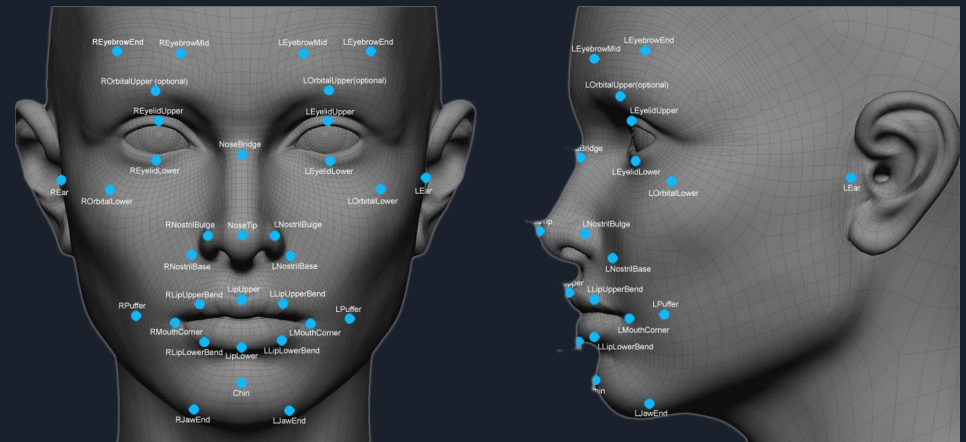 REyebrowEnd
REyebrowMid
LEyebrowMid
LEyebrowEnd
ROrbitalUpper (optional)
LOrbitalUpper(optional)
REyelidUpper
LEyelidUpper
NoseBridge
REyelidLower
LEyelidLower
REar
ROrbitalLower
LOrbitalLower
LEar
RNostrilBulge
NoseTip
LNostrilBulge
RNostrilBase
LNostrilBase
RLipUpperBend
LipUpper
LLipUpperBend
RPuffer
LPuffer
RMouthCorner
LMouthCorner
RLipLowerBend
LipLower
LLipLowerBend
Chin
RJawEnd
LJawEnd
LEyebrowMid
LEyebrowEnd
LOrbitalUpper(optional)
LEyelidUpper
Bridge
LEyelidLower
LOrbitalLower
LEar
LNostrilBulge
LNostrilBase
LLipUpperBend
LPuffer
LMouthCorner
LLipLowerBend
LJawEnd